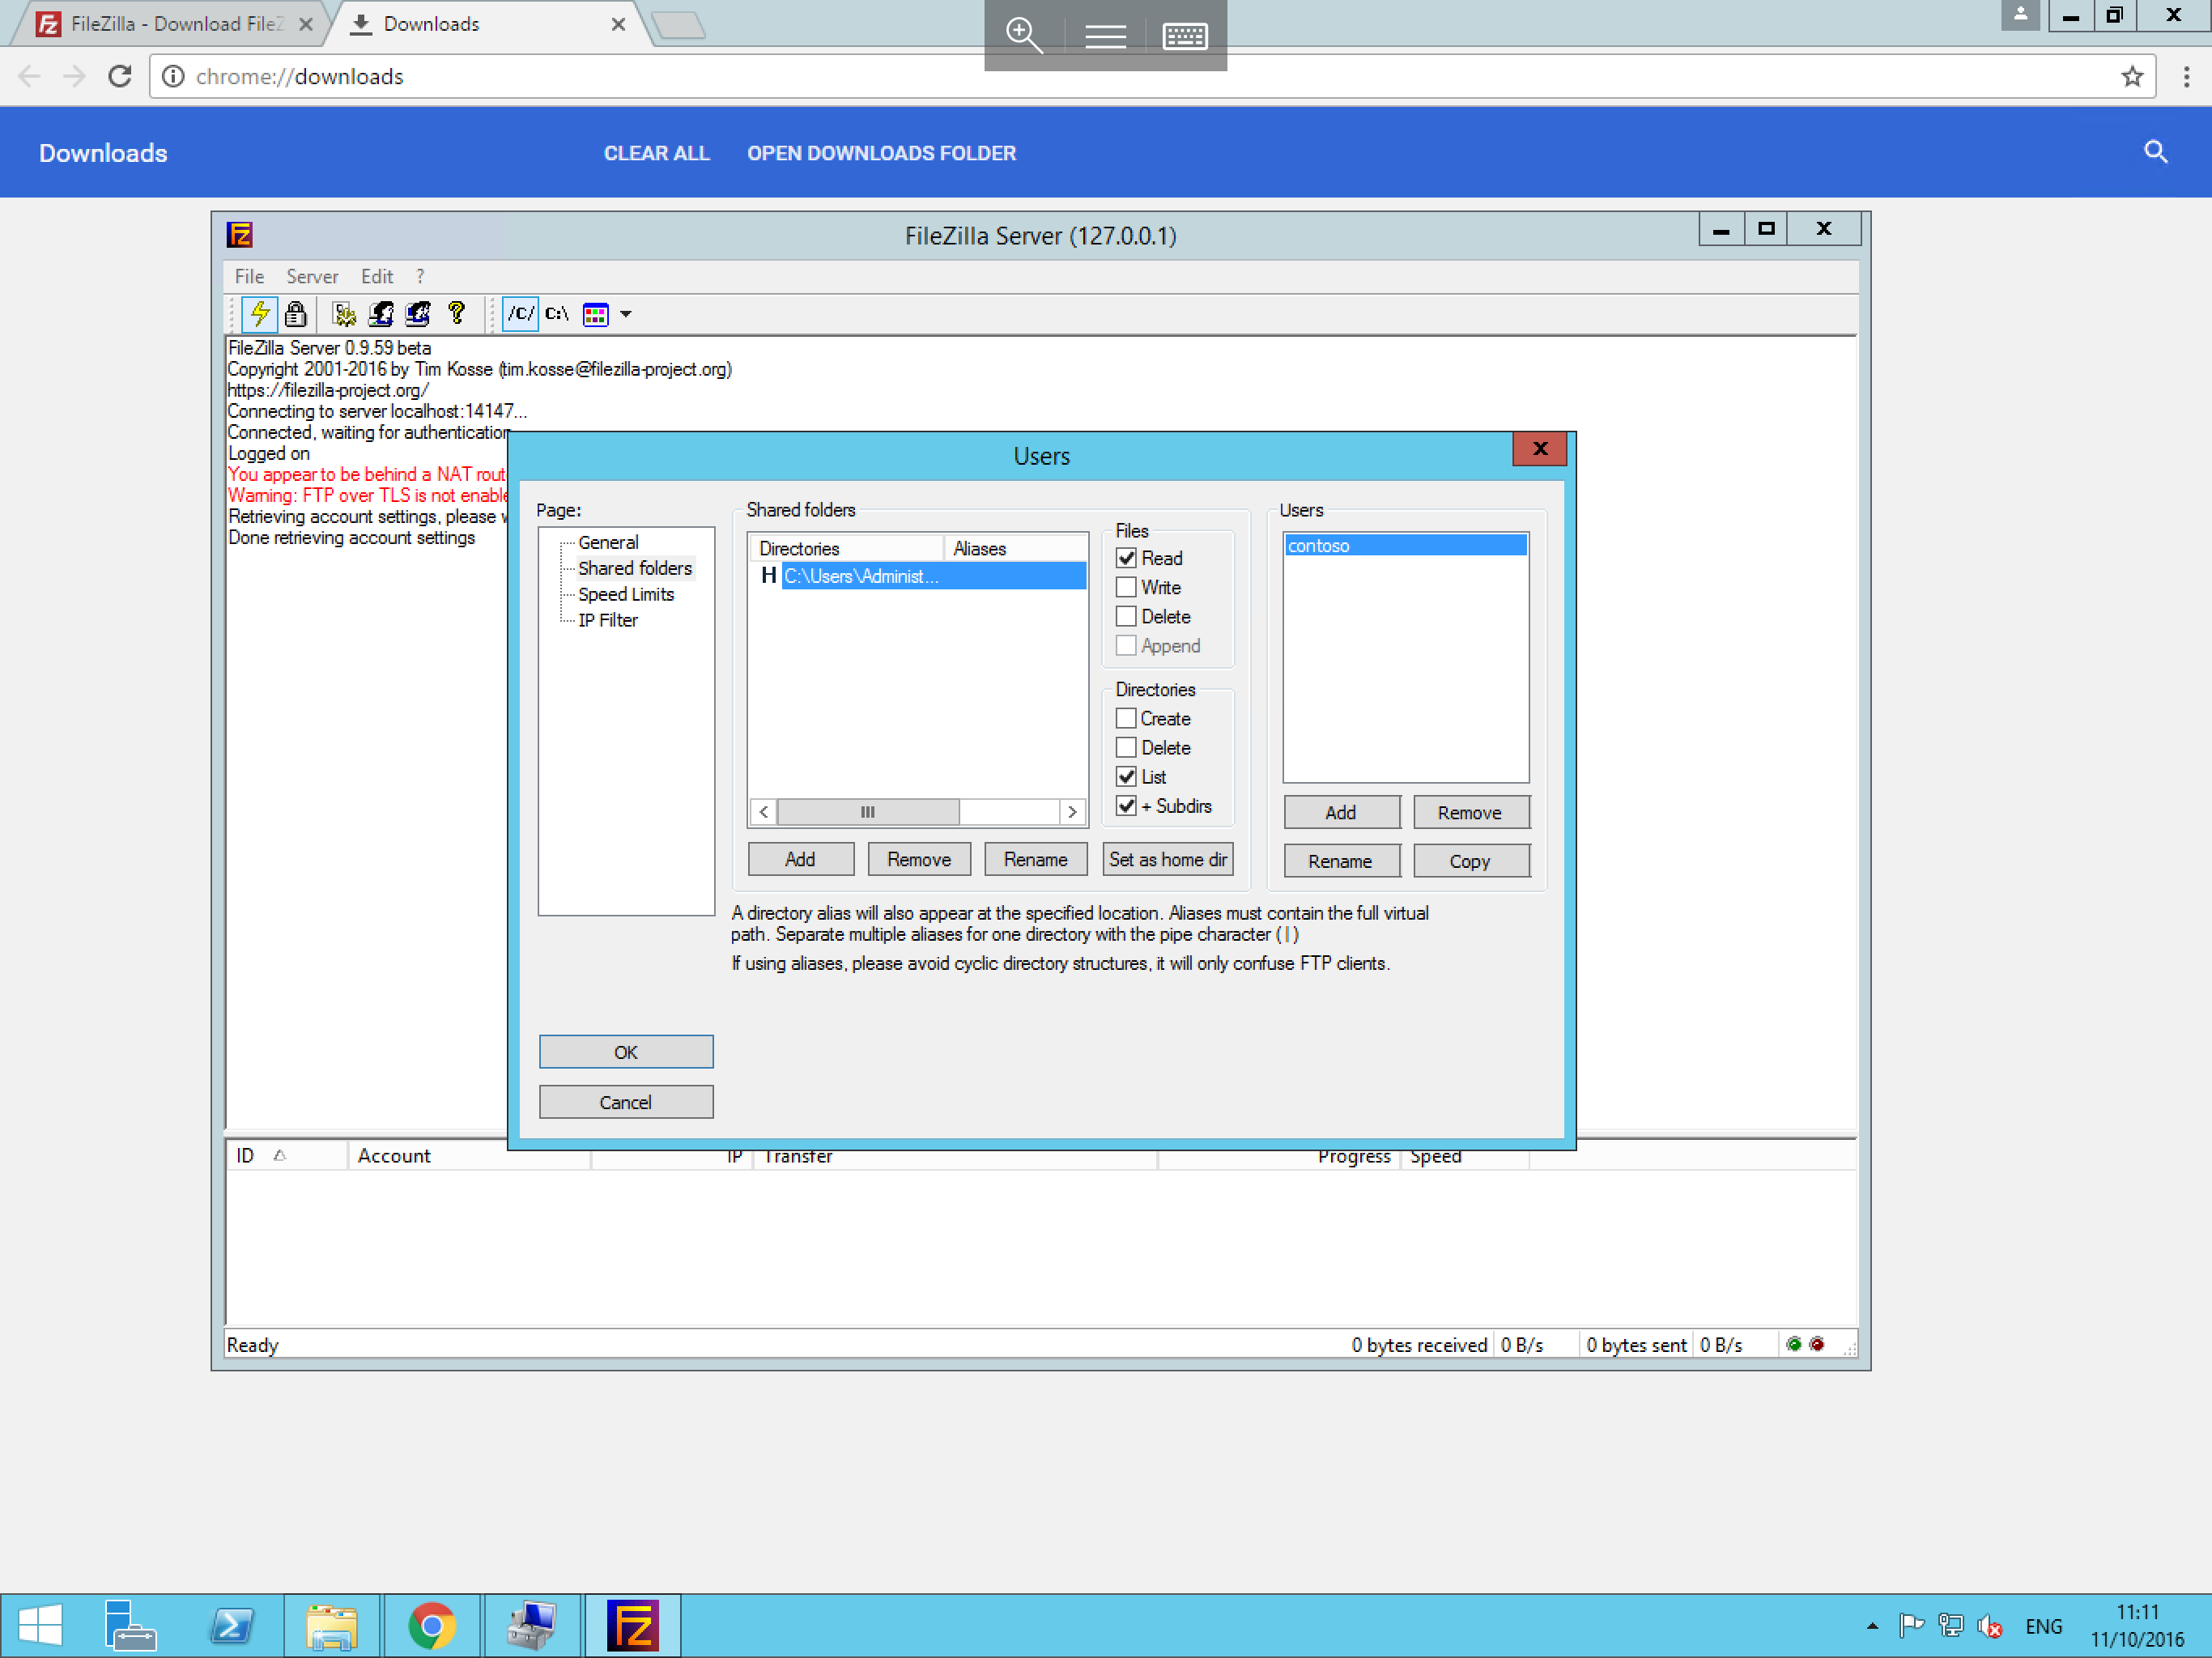 FileZilla - Download FileZ
Downloads
chrome://downloads
Downloads
CLEAR ALL
OPEN DOWNLOADS FOLDER
FileZilla Server (127.0.0.1)
File Server Edit ?
/C/ C:\
FileZilla Server 0.9.59 beta
Copyright 2001-2016 by Tim Kosse (tim.kosse@filezilla-project.org)
https://filezilla-project.org/
Connecting to server localhost:14147...
Connected, waiting for authentication
Logged on
You appear to be behind a NAT rout
Warning: FTP over TLS is not enable
Retrieving account settings, please w
Done retrieving account settings
Users
Page:
General
Shared folders
Speed Limits
IP Filter
Shared folders
Directories Aliases
H C:\Users\Administ...
Files
Read
Write
Delete
Append
Directories
Create
Delete
List
+ Subdirs
Add Remove Rename Set as home dir
Users
contoso
Add Remove
Rename Copy
A directory alias will also appear at the specified location. Aliases must contain the full virtual
path. Separate multiple aliases for one directory with the pipe character (|)
If using aliases, please avoid cyclic directory structures, it will only confuse FTP clients.
OK
Cancel
ID Account IP Transfer Progress Speed
Ready 0 bytes received 0 B/s 0 bytes sent 0 B/s
ENG
11:11
11/10/2016